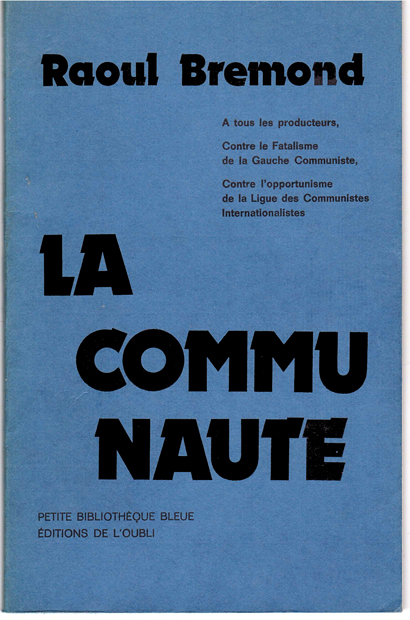 Raoul Bremond
A tous les producteurs,
Contre le Fatalisme
de la Gauche Communiste,
Contre l'opportunisme
de la Ligue des Communistes
Internationalistes
LA
COMMU
NAUTE
PETITE BIBLIOTHÈQUE BLEUE
ÉDITIONS DE L'OUBLI